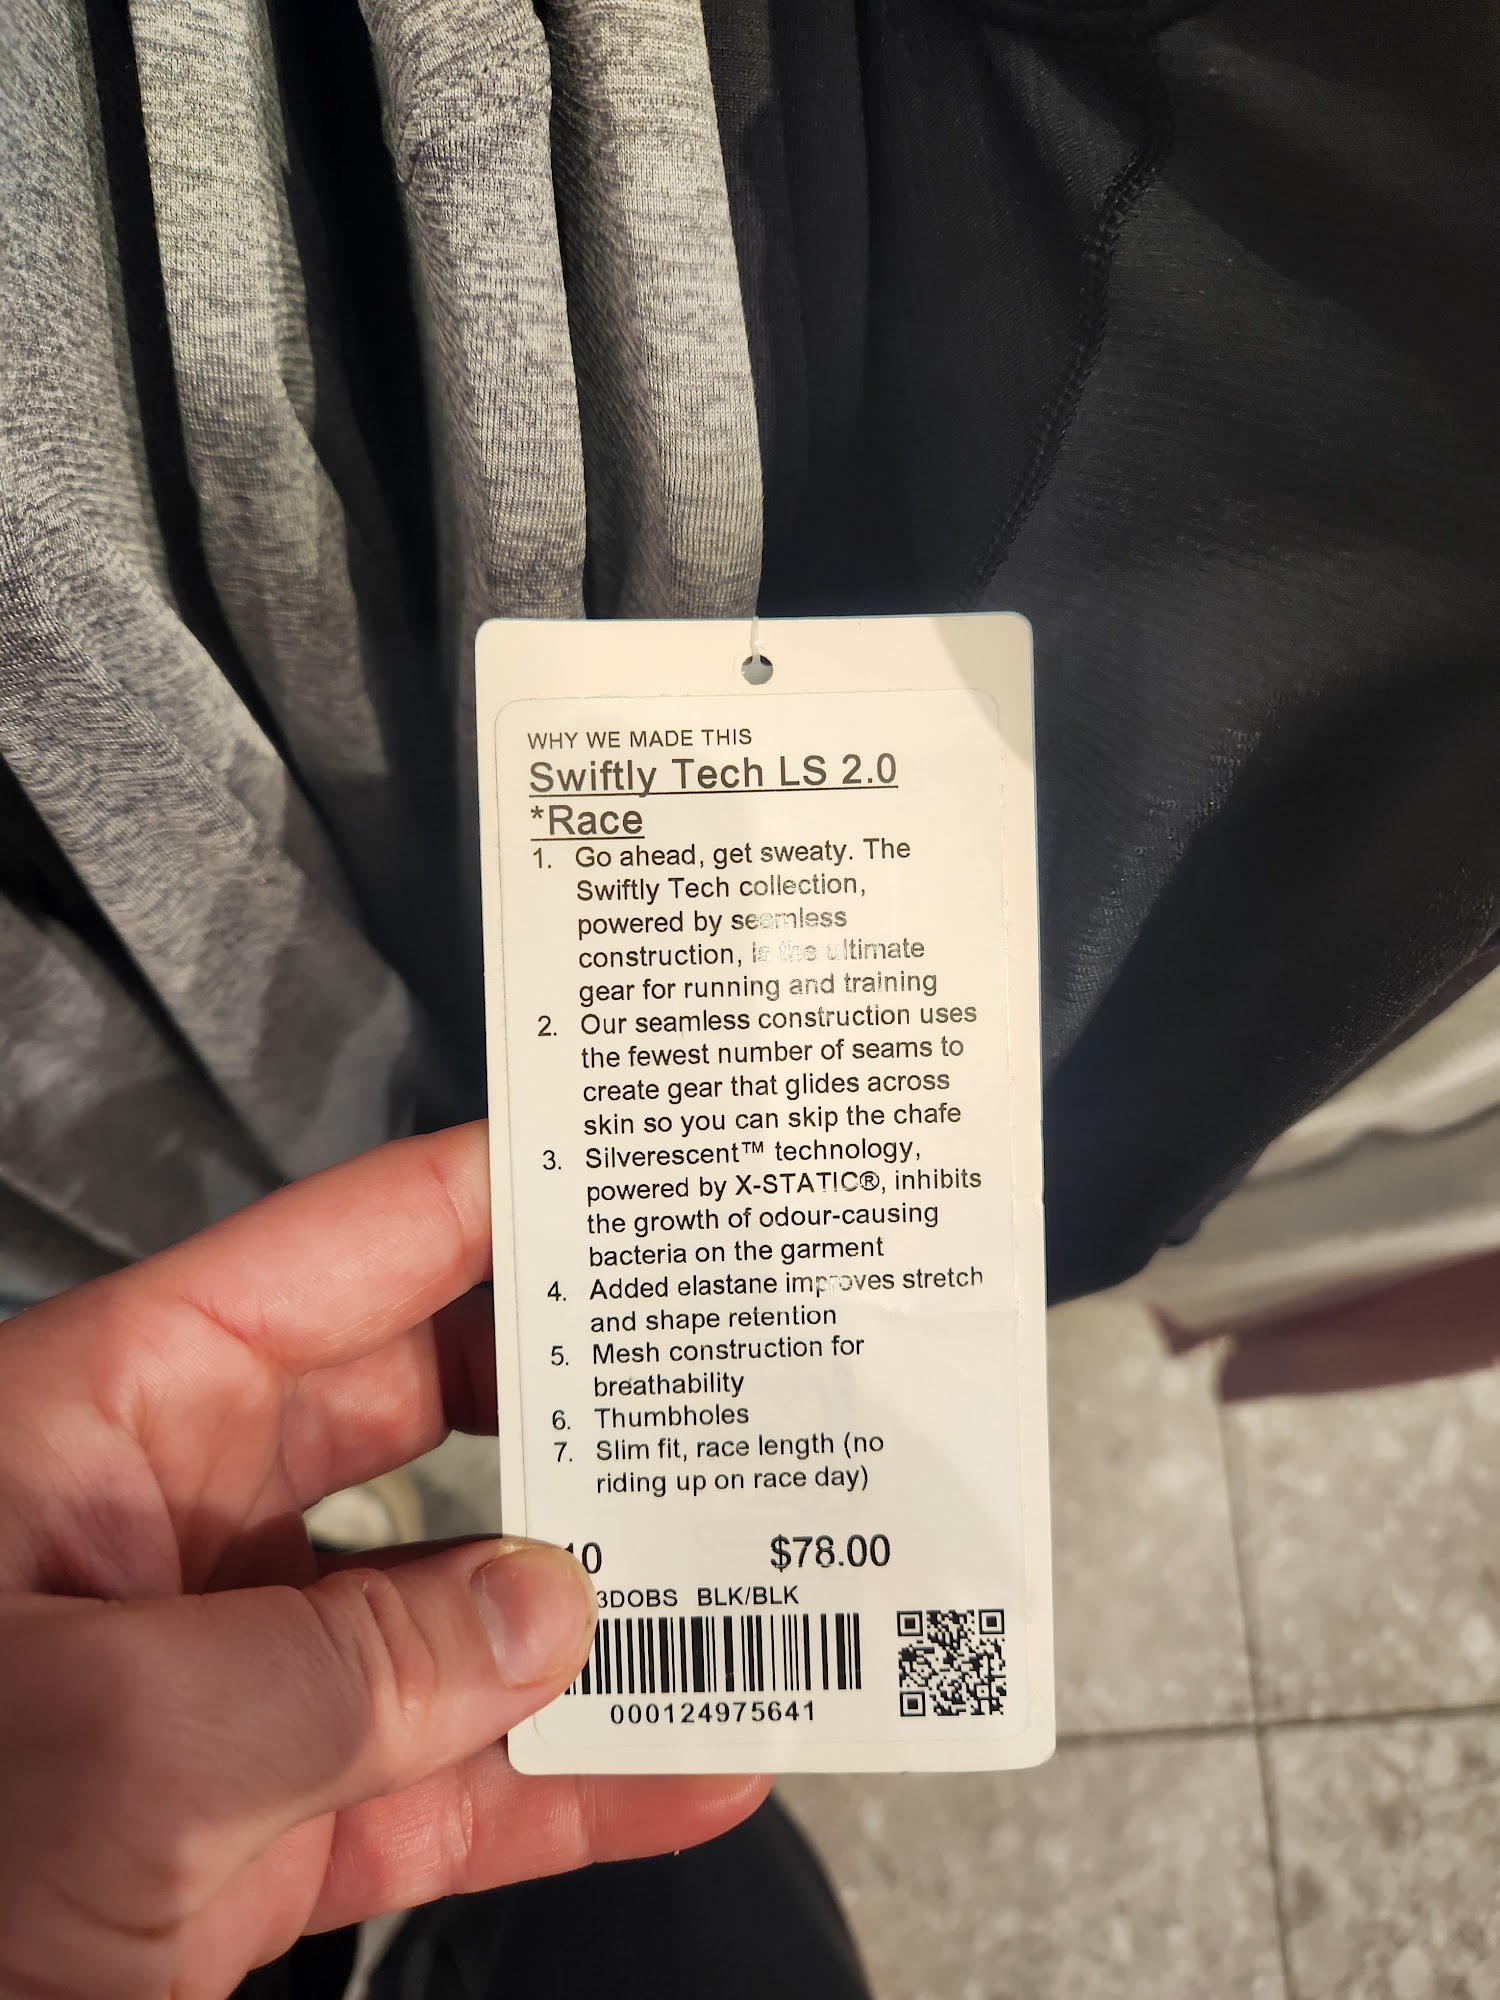 WHY WE MADE THIS
Swiftly Tech LS 2.0
*Race
1. Go ahead, get sweaty. The
Swiftly Tech collection,
powered by seamless
construction, is the ultimate
gear for running and training
2. Our seamless construction uses
the fewest number of seams to
create gear that glides across
skin so you can skip the chafe
3. Silverescent™ technology,
powered by X-STATIC®, inhibits
the growth of odour-causing
bacteria on the garment
4. Added elastane improves stretch
and shape retention
5. Mesh construction for
breathability
6. Thumbholes
7. Slim fit, race length (no
riding up on race day)
10 $78.00
3DOBS BLK/BLK
000124975641